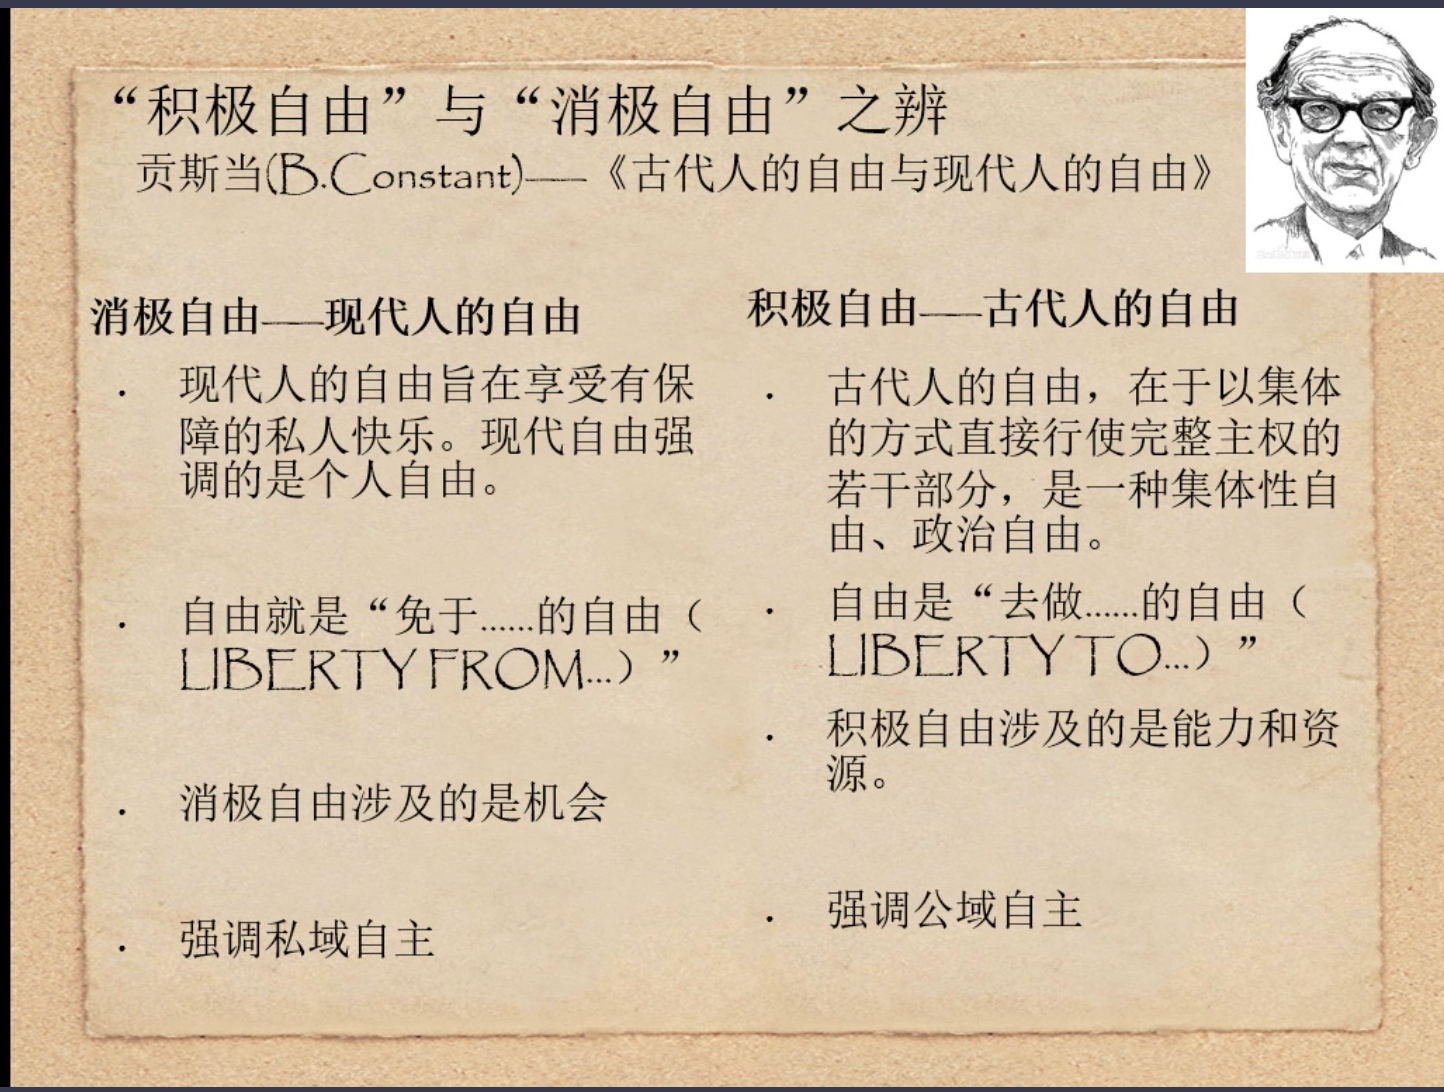 “积极自由”与“消极自由”之辨
贡斯当(B.Constant)——《古代人的自由与现代人的自由》
消极自由——现代人的自由
. 现代人的自由旨在享受有保
障的私人快乐。现代自由强
调的是个人自由。
. 自由就是“免于......的自由（
LIBERTY FROM...）”
. 消极自由涉及的是机会
. 强调私域自主
积极自由——古代人的自由
. 古代人的自由，在于以集体
的方式直接行使完整主权的
若干部分，是一种集体性自
由、政治自由。
. 自由是“去做......的自由（
LIBERTY TO...）”
. 积极自由涉及的是能力和资
源。
. 强调公域自主